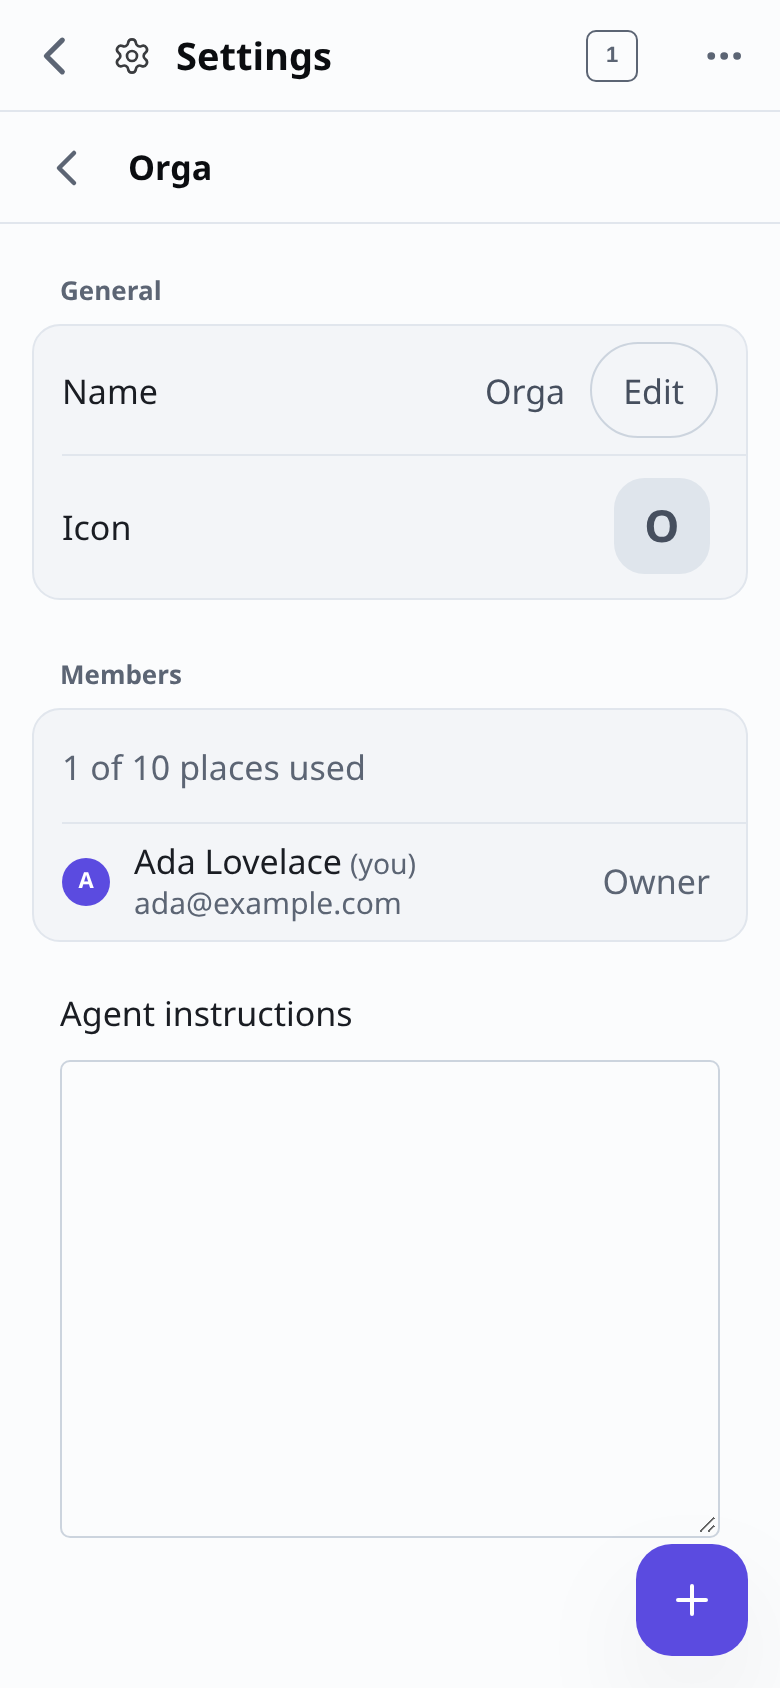 Settings
1
Orga
General
Name
Orga
Edit
Icon
O
Members
1 of 10 places used
A
Ada Lovelace (you)
ada@example.com
Owner
Agent instructions